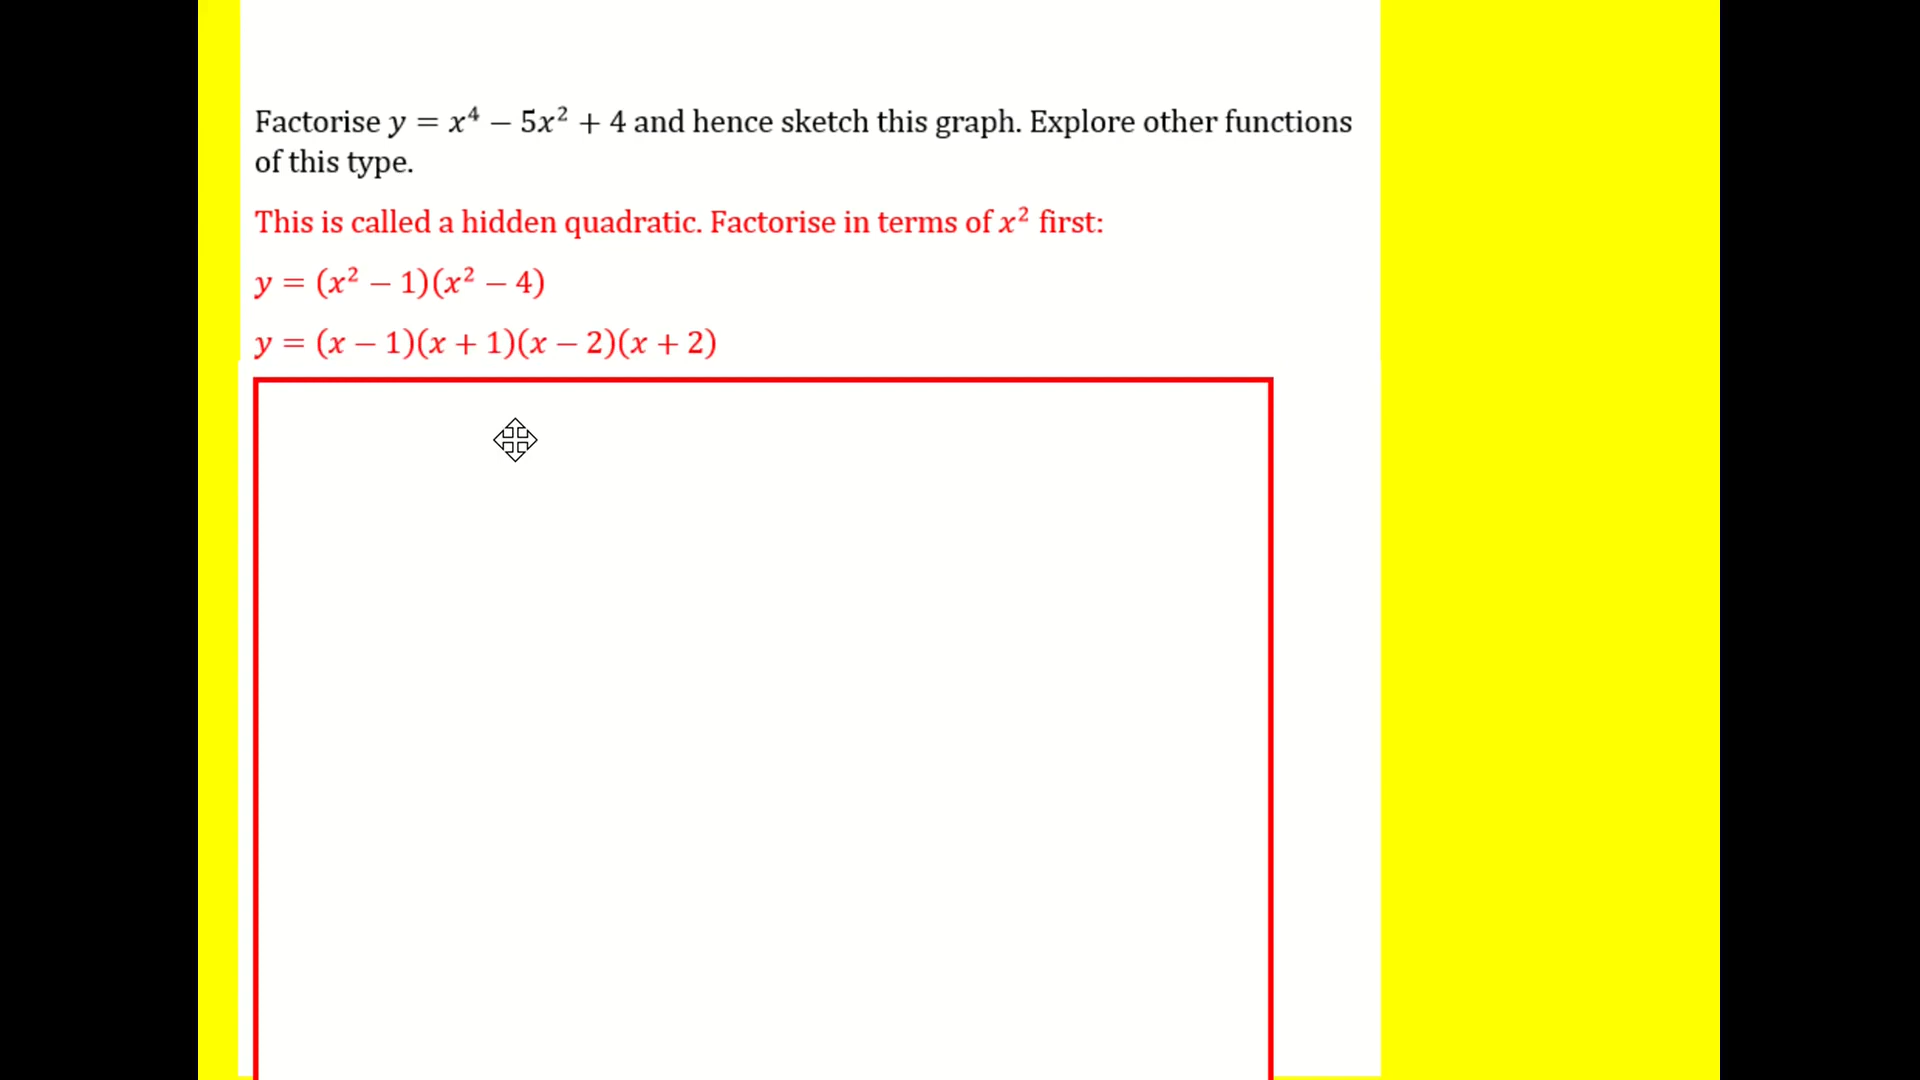 Factorise y = x⁴ − 5x² + 4 and hence sketch this graph. Explore other functions
of this type.
This is called a hidden quadratic. Factorise in terms of x² first:
y = (x² − 1)(x² − 4)
y = (x − 1)(x + 1)(x − 2)(x + 2)